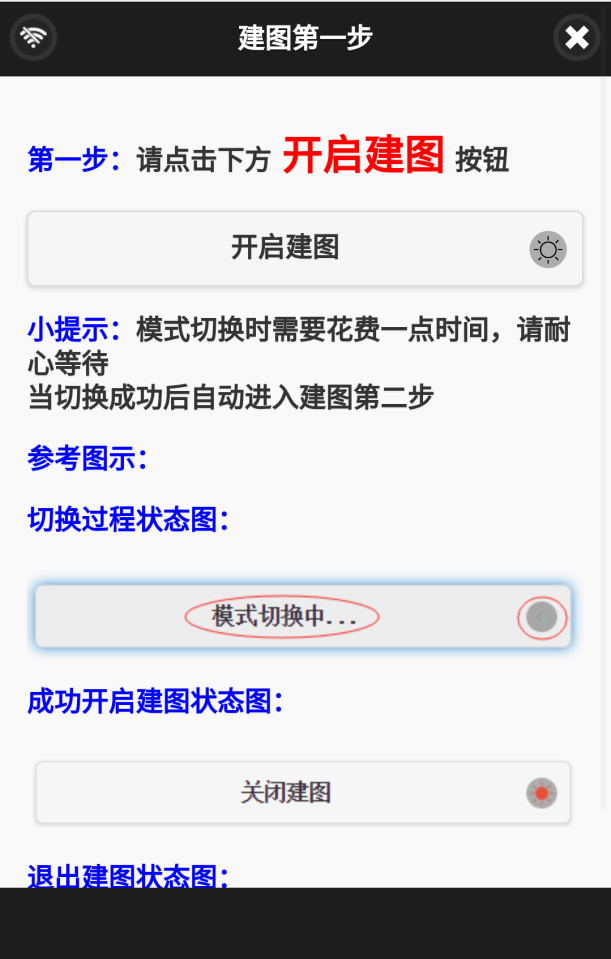 建图第一步
第一步：请点击下方 开启建图 按钮
开启建图
小提示：模式切换时需要花费一点时间，请耐
心等待
当切换成功后自动进入建图第二步
参考图示：
切换过程状态图：
模式切换中...
成功开启建图状态图：
关闭建图
退出建图状态图：